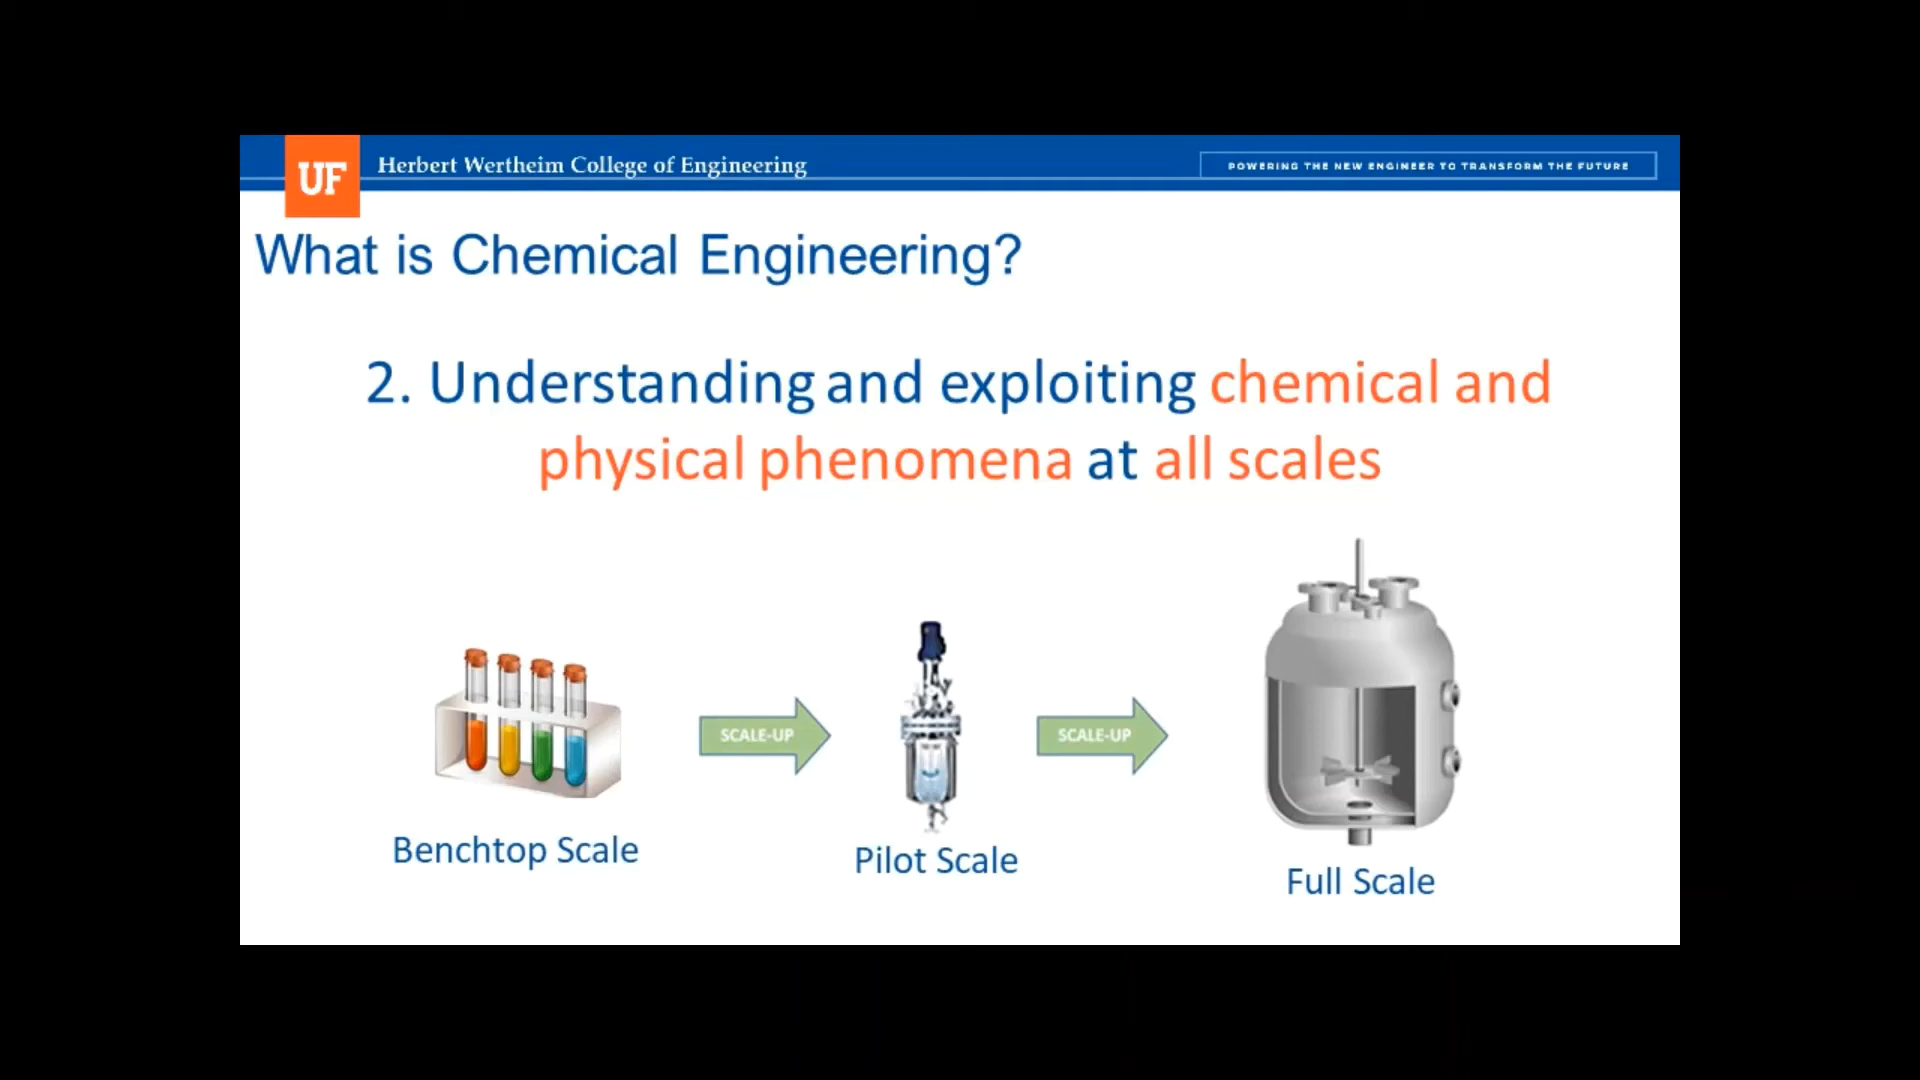 UF
Herbert Wertheim College of Engineering
POWERING THE NEW ENGINEER TO TRANSFORM THE FUTURE
What is Chemical Engineering?
2. Understanding and exploiting chemical and
physical phenomena at all scales
SCALE-UP
SCALE-UP
Benchtop Scale
Pilot Scale
Full Scale